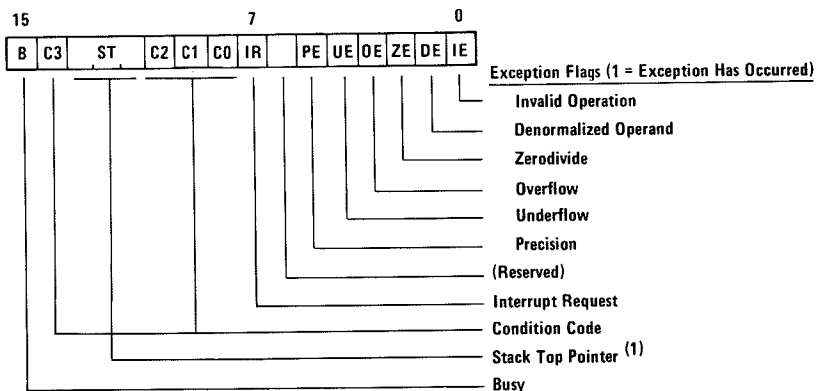 15 7 0
B C3 ST C2 C1 C0 IR PE UE OE ZE DE IE
Exception Flags (1 = Exception Has Occurred)
Invalid Operation
Denormalized Operand
Zerodivide
Overflow
Underflow
Precision
(Reserved)
Interrupt Request
Condition Code
Stack Top Pointer (1)
Busy